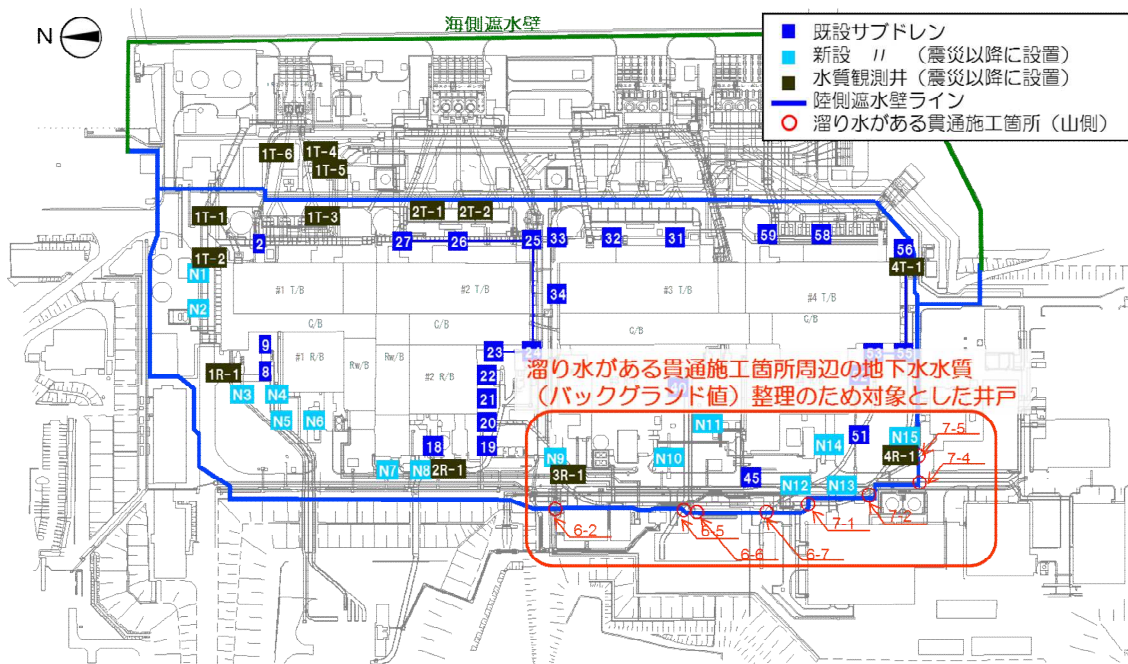 海側遮水壁
N
既設サブドレン
新設 〃 (震災以降に設置)
水質観測井(震災以降に設置)
陸側遮水壁ライン
溜り水がある貫通施工箇所(山側)
1T-6
1T-4
1T-5
1T-1
1T-3
2T-1
2T-2
2
27
26
25
33
32
31
59
58
56
1T-2
4T-1
N1
N2
34
#1 T/B
#2 T/B
#3 T/B
#4 T/B
C/B
C/B
C/B
C/B
9
8
#1 R/B
Rw/B
Rw/B
#2 R/B
23
24
53
55
1R-1
22
21
20
19
18
N3
N4
N5
N6
N7
N8
2R-1
溜り水がある貫通施工箇所周辺の地下水水質
(バックグランド値)整理のため対象とした井戸
40
N9
3R-1
N10
N11
45
N12
N13
N14
51
N15
4R-1
7-5
7-4
7-2
7-1
6-2
6-5
6-6
6-7